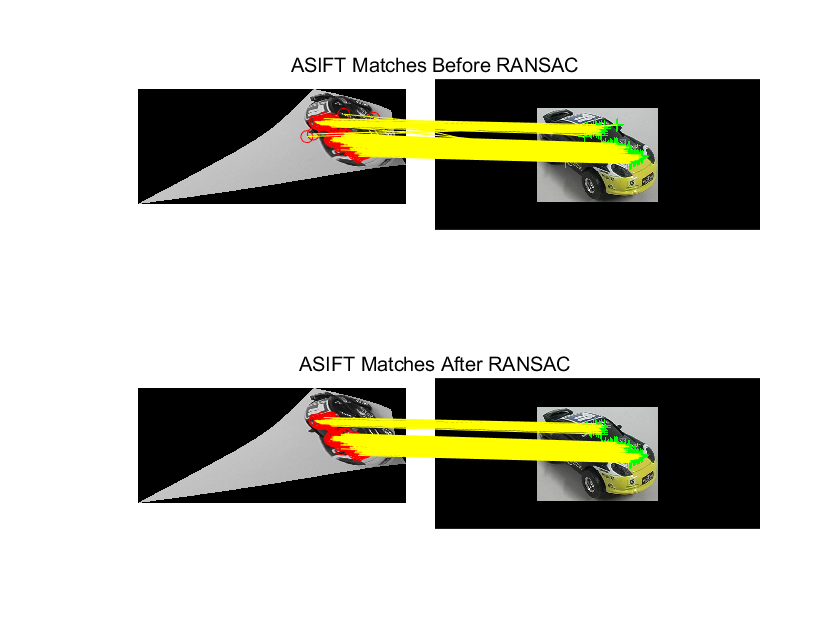 ASIFT Matches Before RANSAC
ASIFT Matches After RANSAC